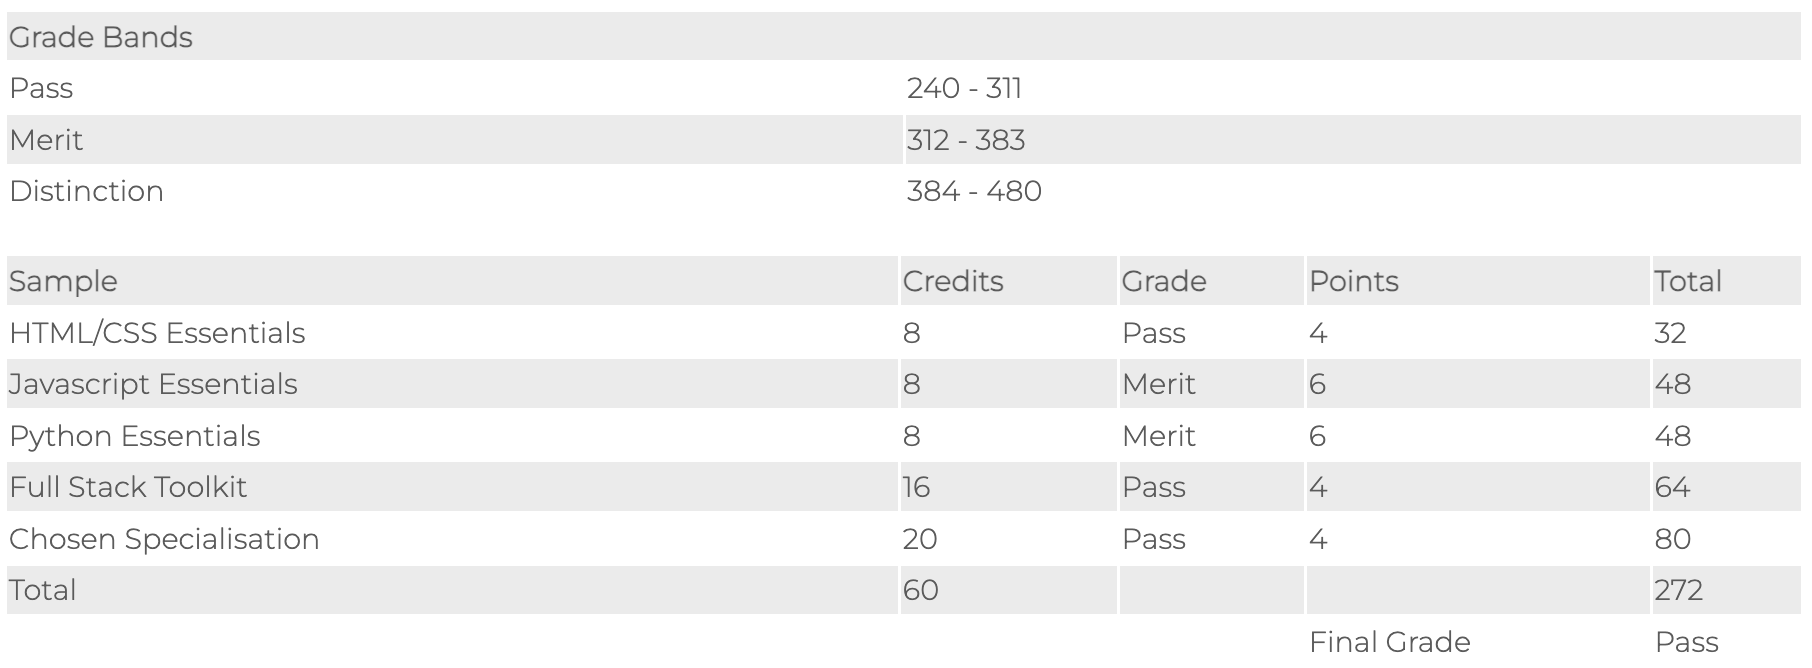 Grade Bands
Pass 240 - 311
Merit 312 - 383
Distinction 384 - 480
Sample Credits Grade Points Total
HTML/CSS Essentials 8 Pass 4 32
Javascript Essentials 8 Merit 6 48
Python Essentials 8 Merit 6 48
Full Stack Toolkit 16 Pass 4 64
Chosen Specialisation 20 Pass 4 80
Total 60 272
Final Grade Pass